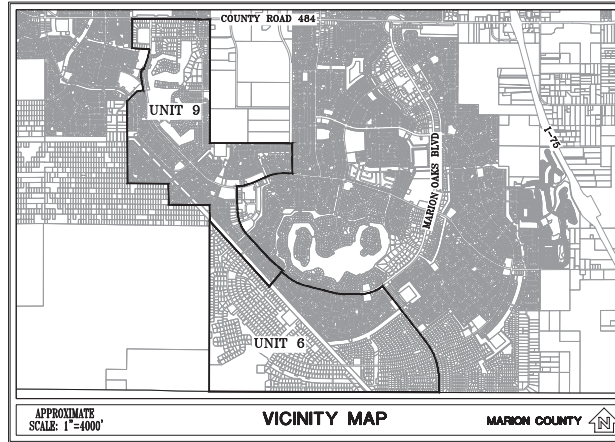 COUNTY ROAD 484
UNIT 9
I-75
MARION OAKS BLVD
UNIT 6
APPROXIMATE
SCALE: 1"=4000'
VICINITY MAP
MARION COUNTY
N